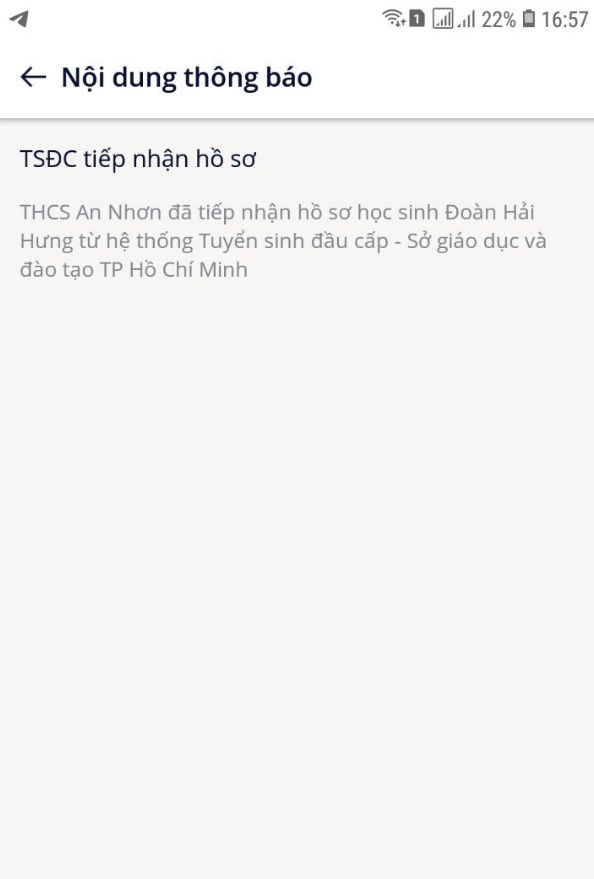 1 22% 16:57
Nội dung thông báo
TSĐC tiếp nhận hồ sơ
THCS An Nhơn đã tiếp nhận hồ sơ học sinh Đoàn Hải
Hưng từ hệ thống Tuyển sinh đầu cấp - Sở giáo dục và
đào tạo TP Hồ Chí Minh